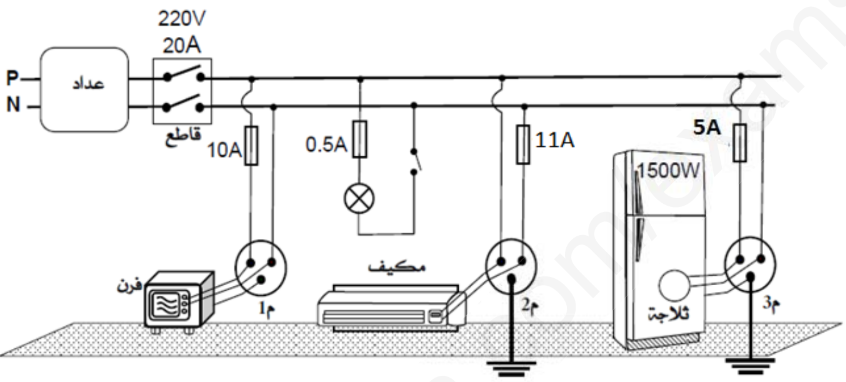 220V
20A
P
N
عداد
قاطع
10A
0.5A
11A
5A
1500W
فرن
م1
مكيف
م2
ثلاجة
م3